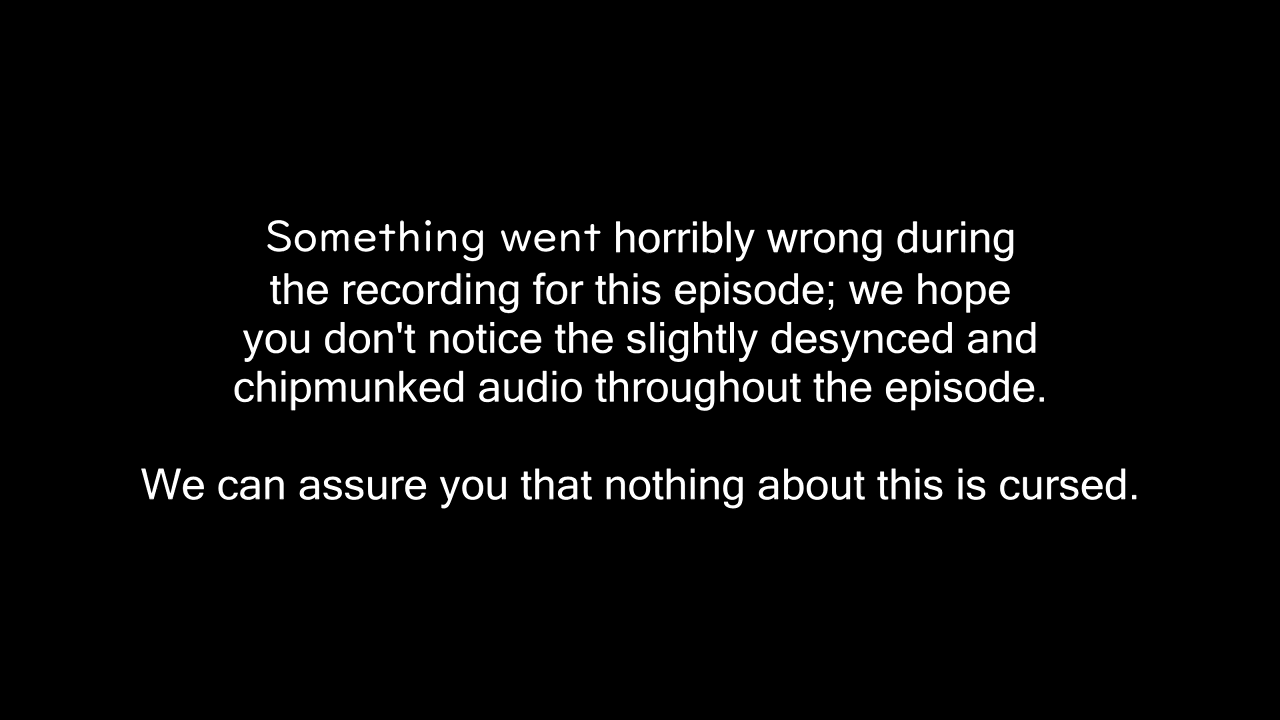 Something went horribly wrong during
the recording for this episode; we hope
you don't notice the slightly desynced and
chipmunked audio throughout the episode.
We can assure you that nothing about this is cursed.